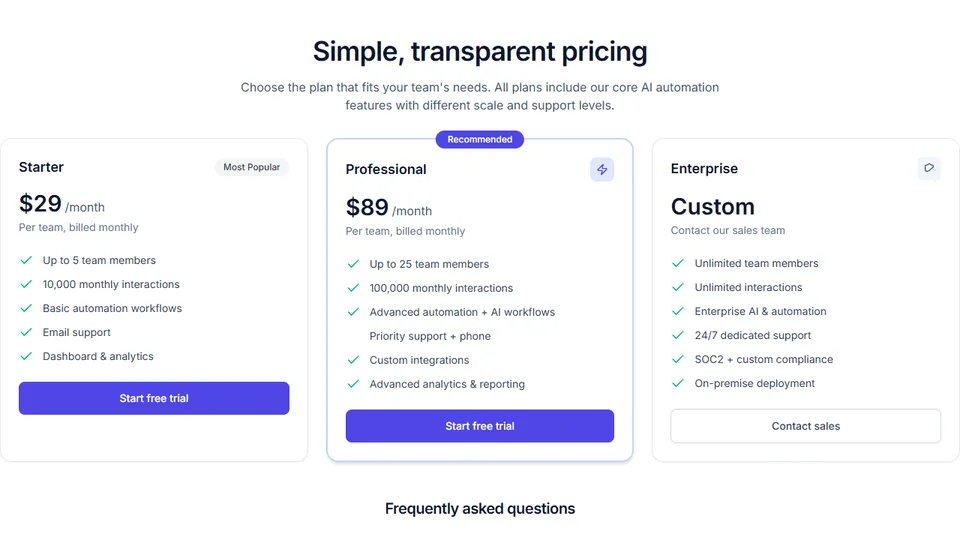 Simple, transparent pricing
Choose the plan that fits your team's needs. All plans include our core AI automation
features with different scale and support levels.
Starter
Most Popular
$29 /month
Per team, billed monthly
Up to 5 team members
10,000 monthly interactions
Basic automation workflows
Email support
Dashboard & analytics
Start free trial
Recommended
Professional
$89 /month
Per team, billed monthly
Up to 25 team members
100,000 monthly interactions
Advanced automation + AI workflows
Priority support + phone
Custom integrations
Advanced analytics & reporting
Start free trial
Enterprise
Custom
Contact our sales team
Unlimited team members
Unlimited interactions
Enterprise AI & automation
24/7 dedicated support
SOC2 + custom compliance
On-premise deployment
Contact sales
Frequently asked questions